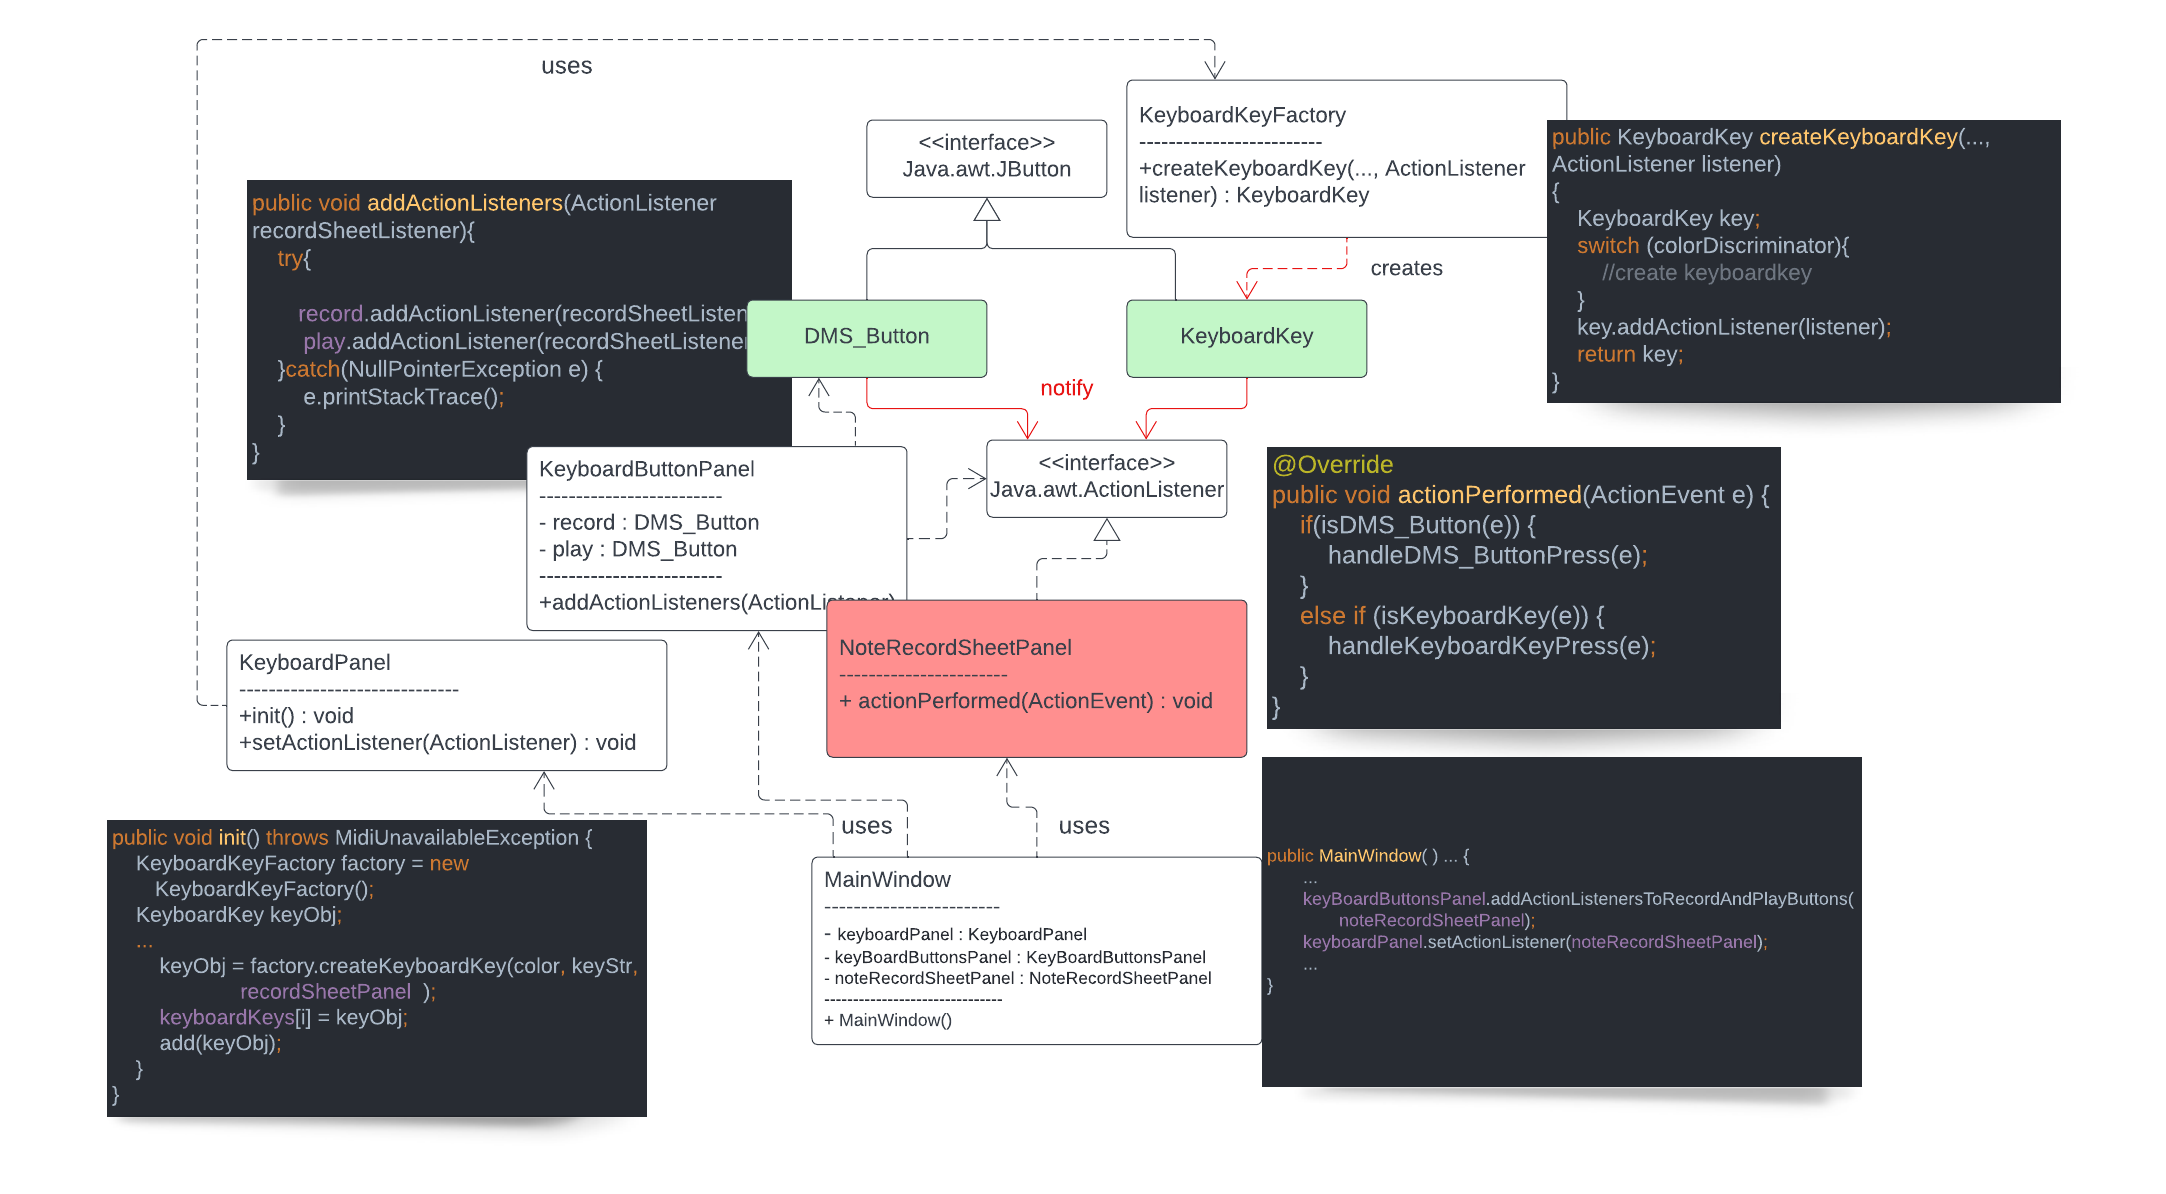 uses
KeyboardKeyFactory
-------------------------
+createKeyboardKey(..., ActionListener
listener) : KeyboardKey
<<interface>>
Java.awt.JButton
public KeyboardKey createKeyboardKey(...,
ActionListener listener)
{
KeyboardKey key;
switch (colorDiscriminator){
//create keyboardkey
}
key.addActionListener(listener);
return key;
}
public void addActionListeners(ActionListener
recordSheetListener){
try{
record.addActionListener(recordSheetListen
play.addActionListener(recordSheetListener
}catch(NullPointerException e) {
e.printStackTrace();
}
}
creates
DMS_Button
KeyboardKey
notify
<<interface>>
Java.awt.ActionListener
KeyboardButtonPanel
-------------------------
- record : DMS_Button
- play : DMS_Button
-------------------------
+addActionListeners(ActionListener)
@Override
public void actionPerformed(ActionEvent e) {
if(isDMS_Button(e)) {
handleDMS_ButtonPress(e);
}
else if (isKeyboardKey(e)) {
handleKeyboardKeyPress(e);
}
}
KeyboardPanel
------------------------------
+init() : void
+setActionListener(ActionListener) : void
NoteRecordSheetPanel
-----------------------
+ actionPerformed(ActionEvent) : void
uses
uses
public void init() throws MidiUnavailableException {
KeyboardKeyFactory factory = new
KeyboardKeyFactory();
KeyboardKey keyObj;
...
keyObj = factory.createKeyboardKey(color, keyStr,
recordSheetPanel );
keyboardKeys[i] = keyObj;
add(keyObj);
}
}
MainWindow
------------------------
- keyboardPanel : KeyboardPanel
- keyBoardButtonsPanel : KeyBoardButtonsPanel
- noteRecordSheetPanel : NoteRecordSheetPanel
------------------------------
+ MainWindow()
public MainWindow( ) ... {
...
keyBoardButtonsPanel.addActionListenersToRecordAndPlayButtons(
noteRecordSheetPanel);
keyboardPanel.setActionListener(noteRecordSheetPanel);
...
}